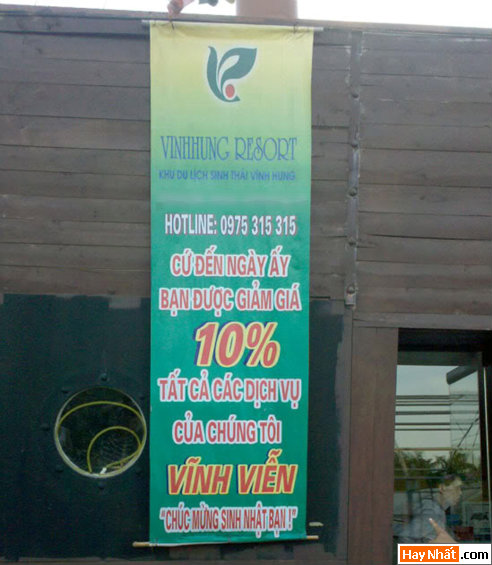 VINHHUNG RESORT
KHU DU LỊCH SINH THÁI VĨNH HƯNG
HOTLINE: 0975 315 315
CỨ ĐẾN NGÀY ẤY
BẠN ĐƯỢC GIẢM GIÁ
10%
TẤT CẢ CÁC DỊCH VỤ
CỦA CHÚNG TÔI
VĨNH VIỄN
"CHÚC MỪNG SINH NHẬT BẠN !"
HayNhất.com